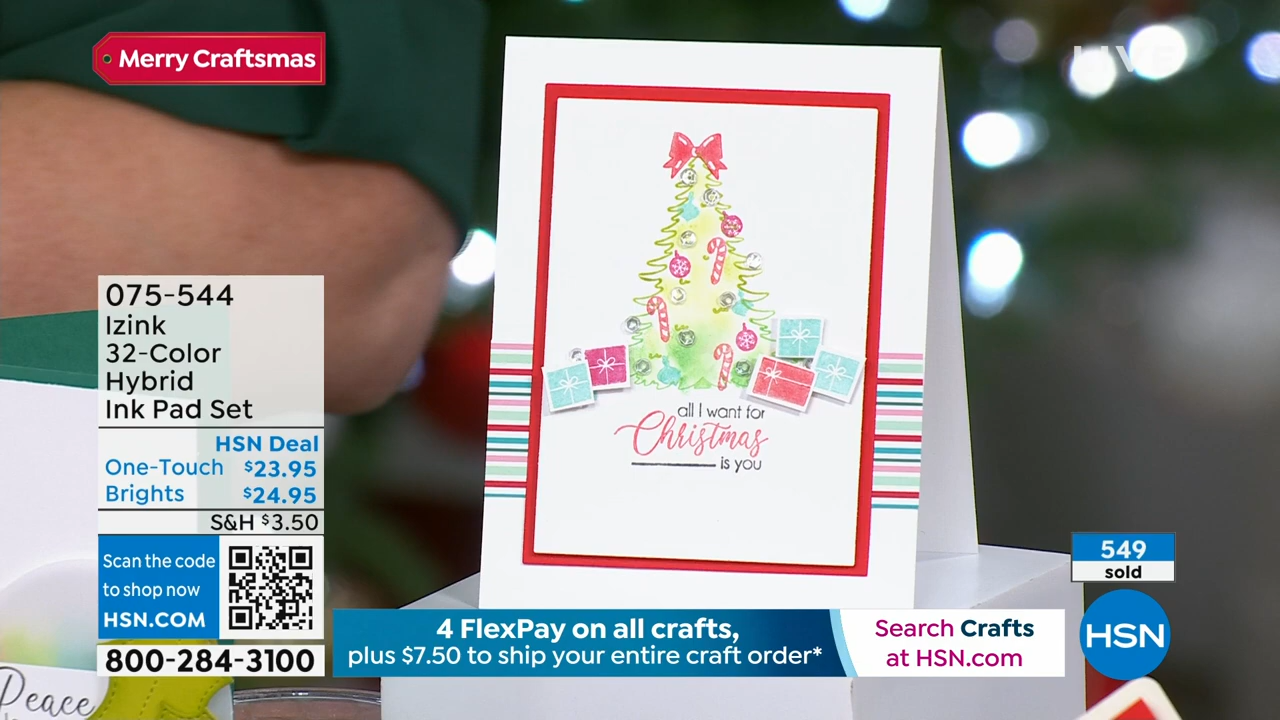 Merry Craftsmas
LIVE
all I want for
Christmas
is you
075-544
Izink
32-Color
Hybrid
Ink Pad Set
HSN Deal
One-Touch $23.95
Brights $24.95
S&H $3.50
Scan the code
to shop now
HSN.COM
800-284-3100
549
sold
4 FlexPay on all crafts,
plus $7.50 to ship your entire craft order*
Search Crafts
at HSN.com
HSN
Peace